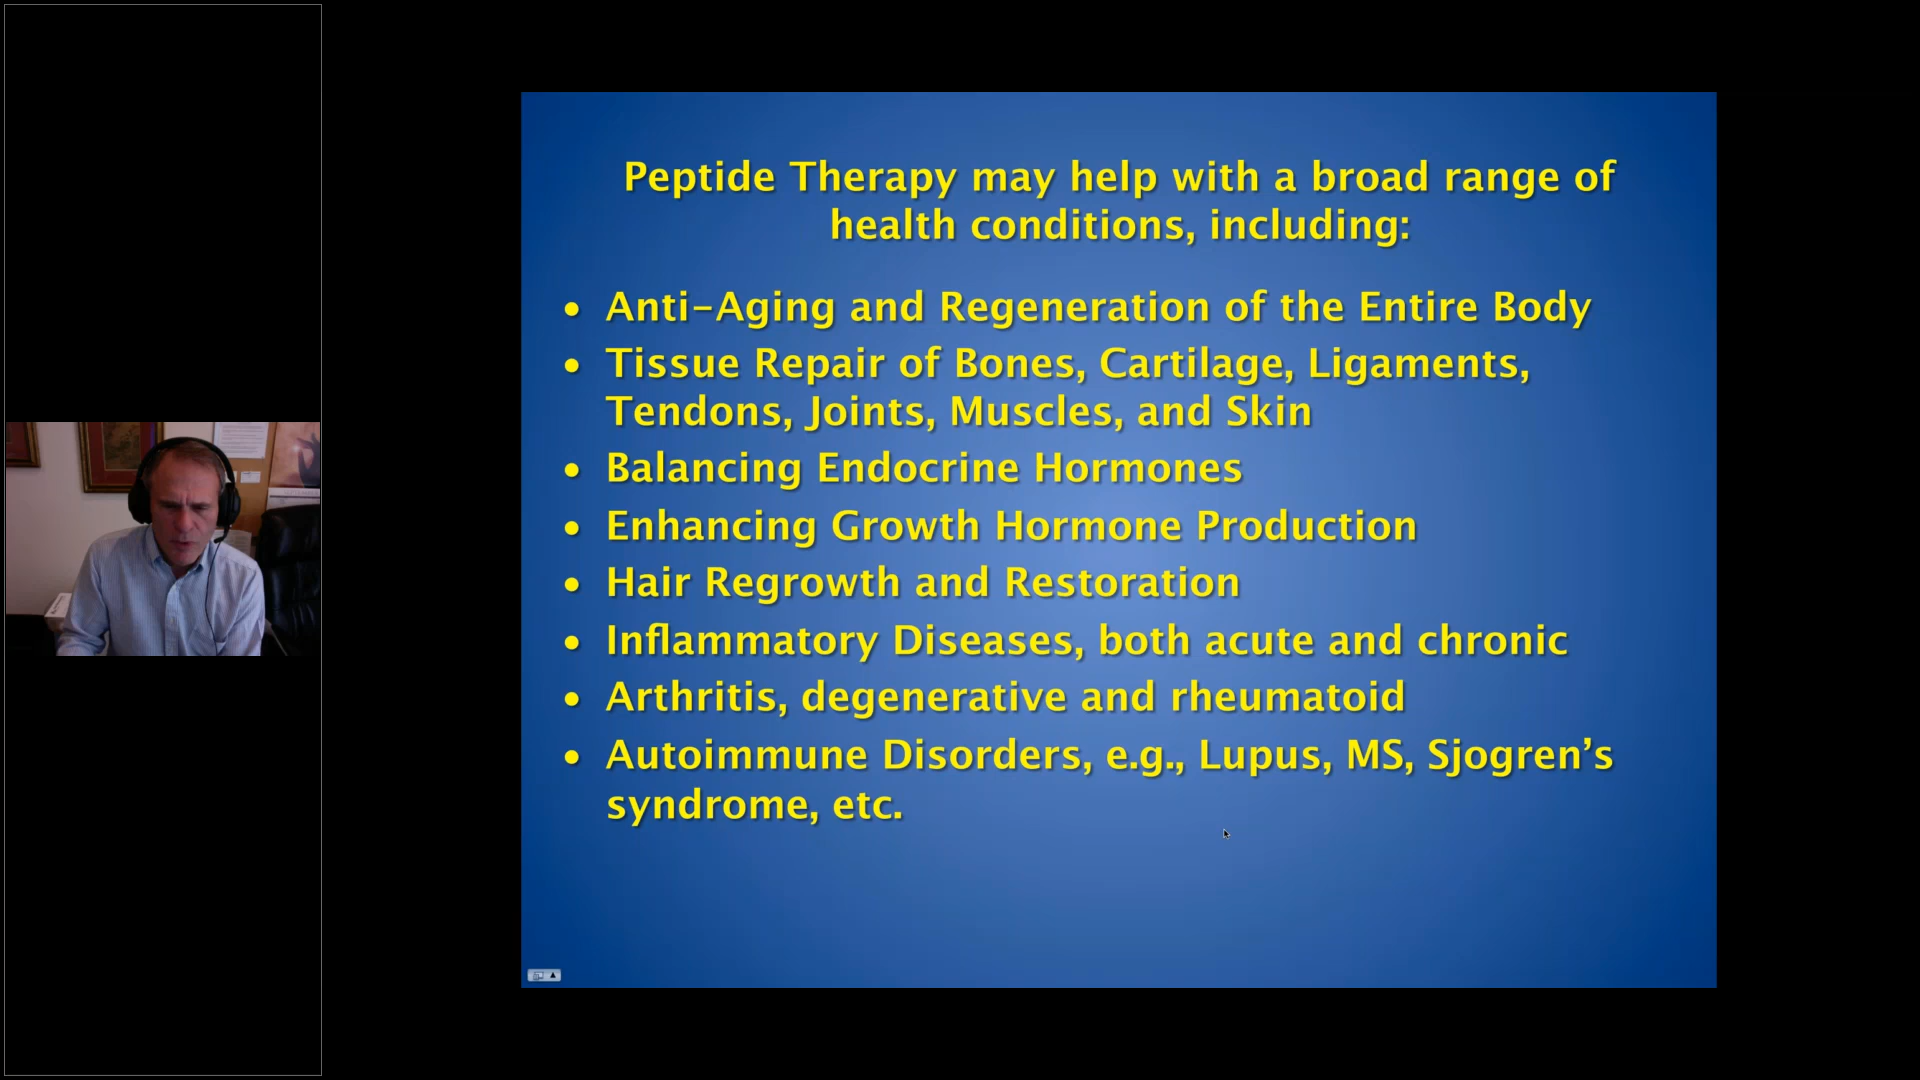 Peptide Therapy may help with a broad range of
health conditions, including:
• Anti-Aging and Regeneration of the Entire Body
• Tissue Repair of Bones, Cartilage, Ligaments,
Tendons, Joints, Muscles, and Skin
• Balancing Endocrine Hormones
• Enhancing Growth Hormone Production
• Hair Regrowth and Restoration
• Inflammatory Diseases, both acute and chronic
• Arthritis, degenerative and rheumatoid
• Autoimmune Disorders, e.g., Lupus, MS, Sjogren’s
syndrome, etc.